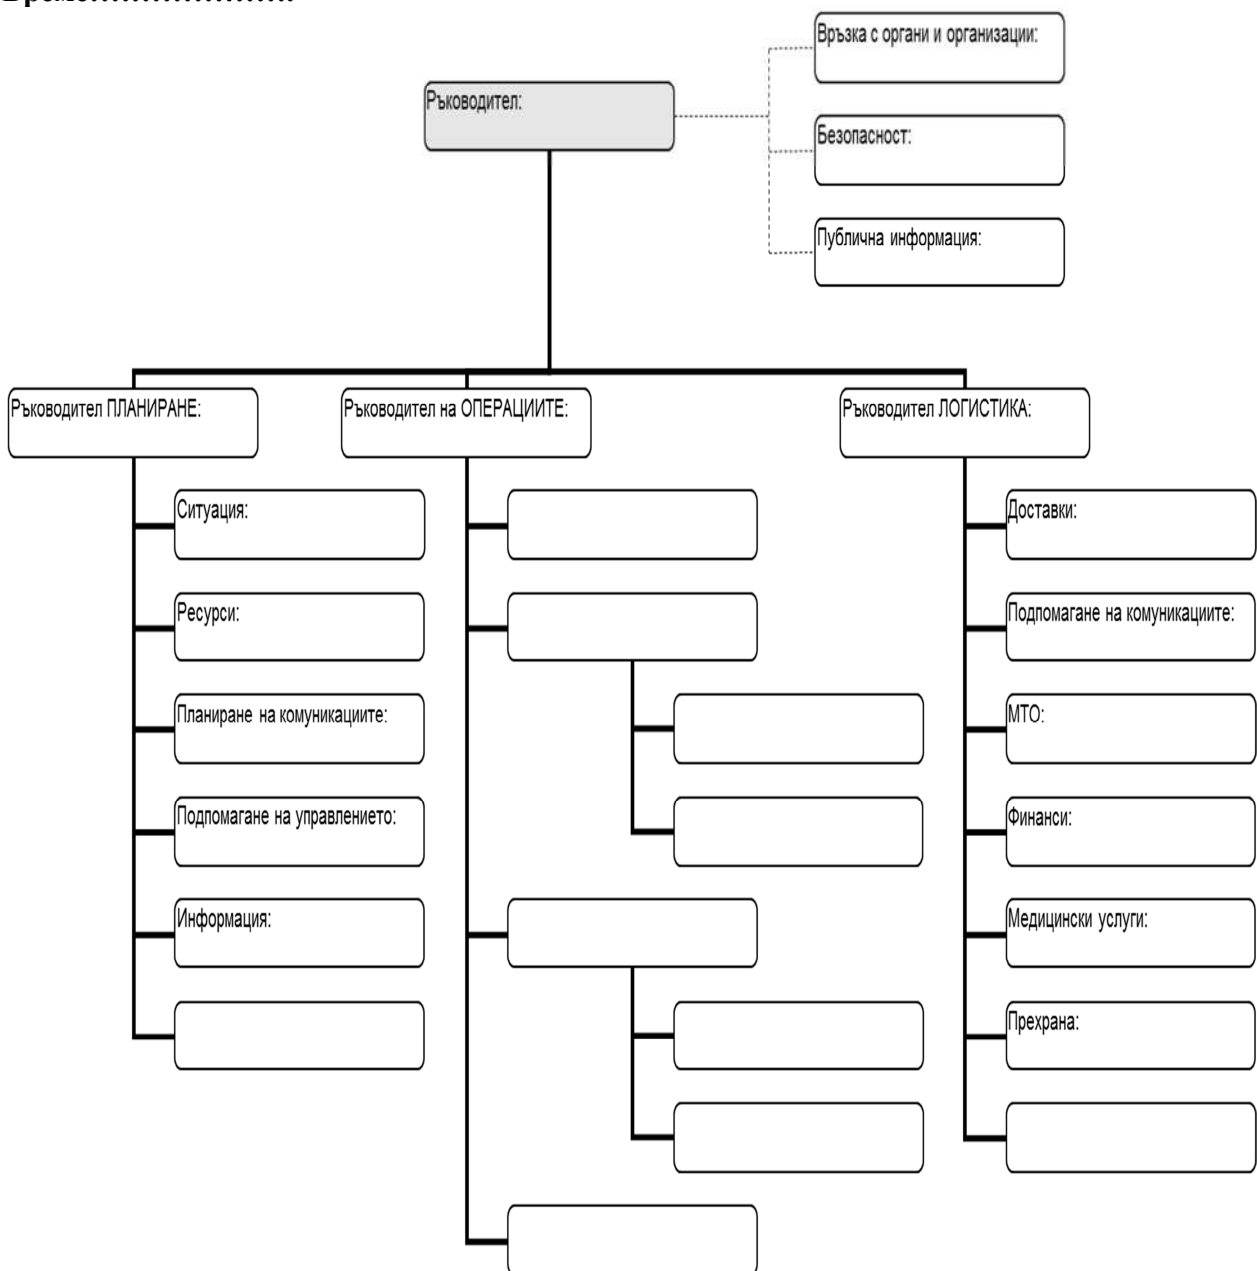 Време......................
Връзка с органи и организации:
Ръководител:
Безопасност:
Публична информация:
Ръководител ПЛАНИРАНЕ:
Ръководител на ОПЕРАЦИИТЕ:
Ръководител ЛОГИСТИКА:
Ситуация:
Ресурси:
Планиране на комуникациите:
Подпомагане на управлението:
Информация:
Доставки:
Подпомагане на комуникациите:
МТО:
Финанси:
Медицински услуги:
Прехрана: